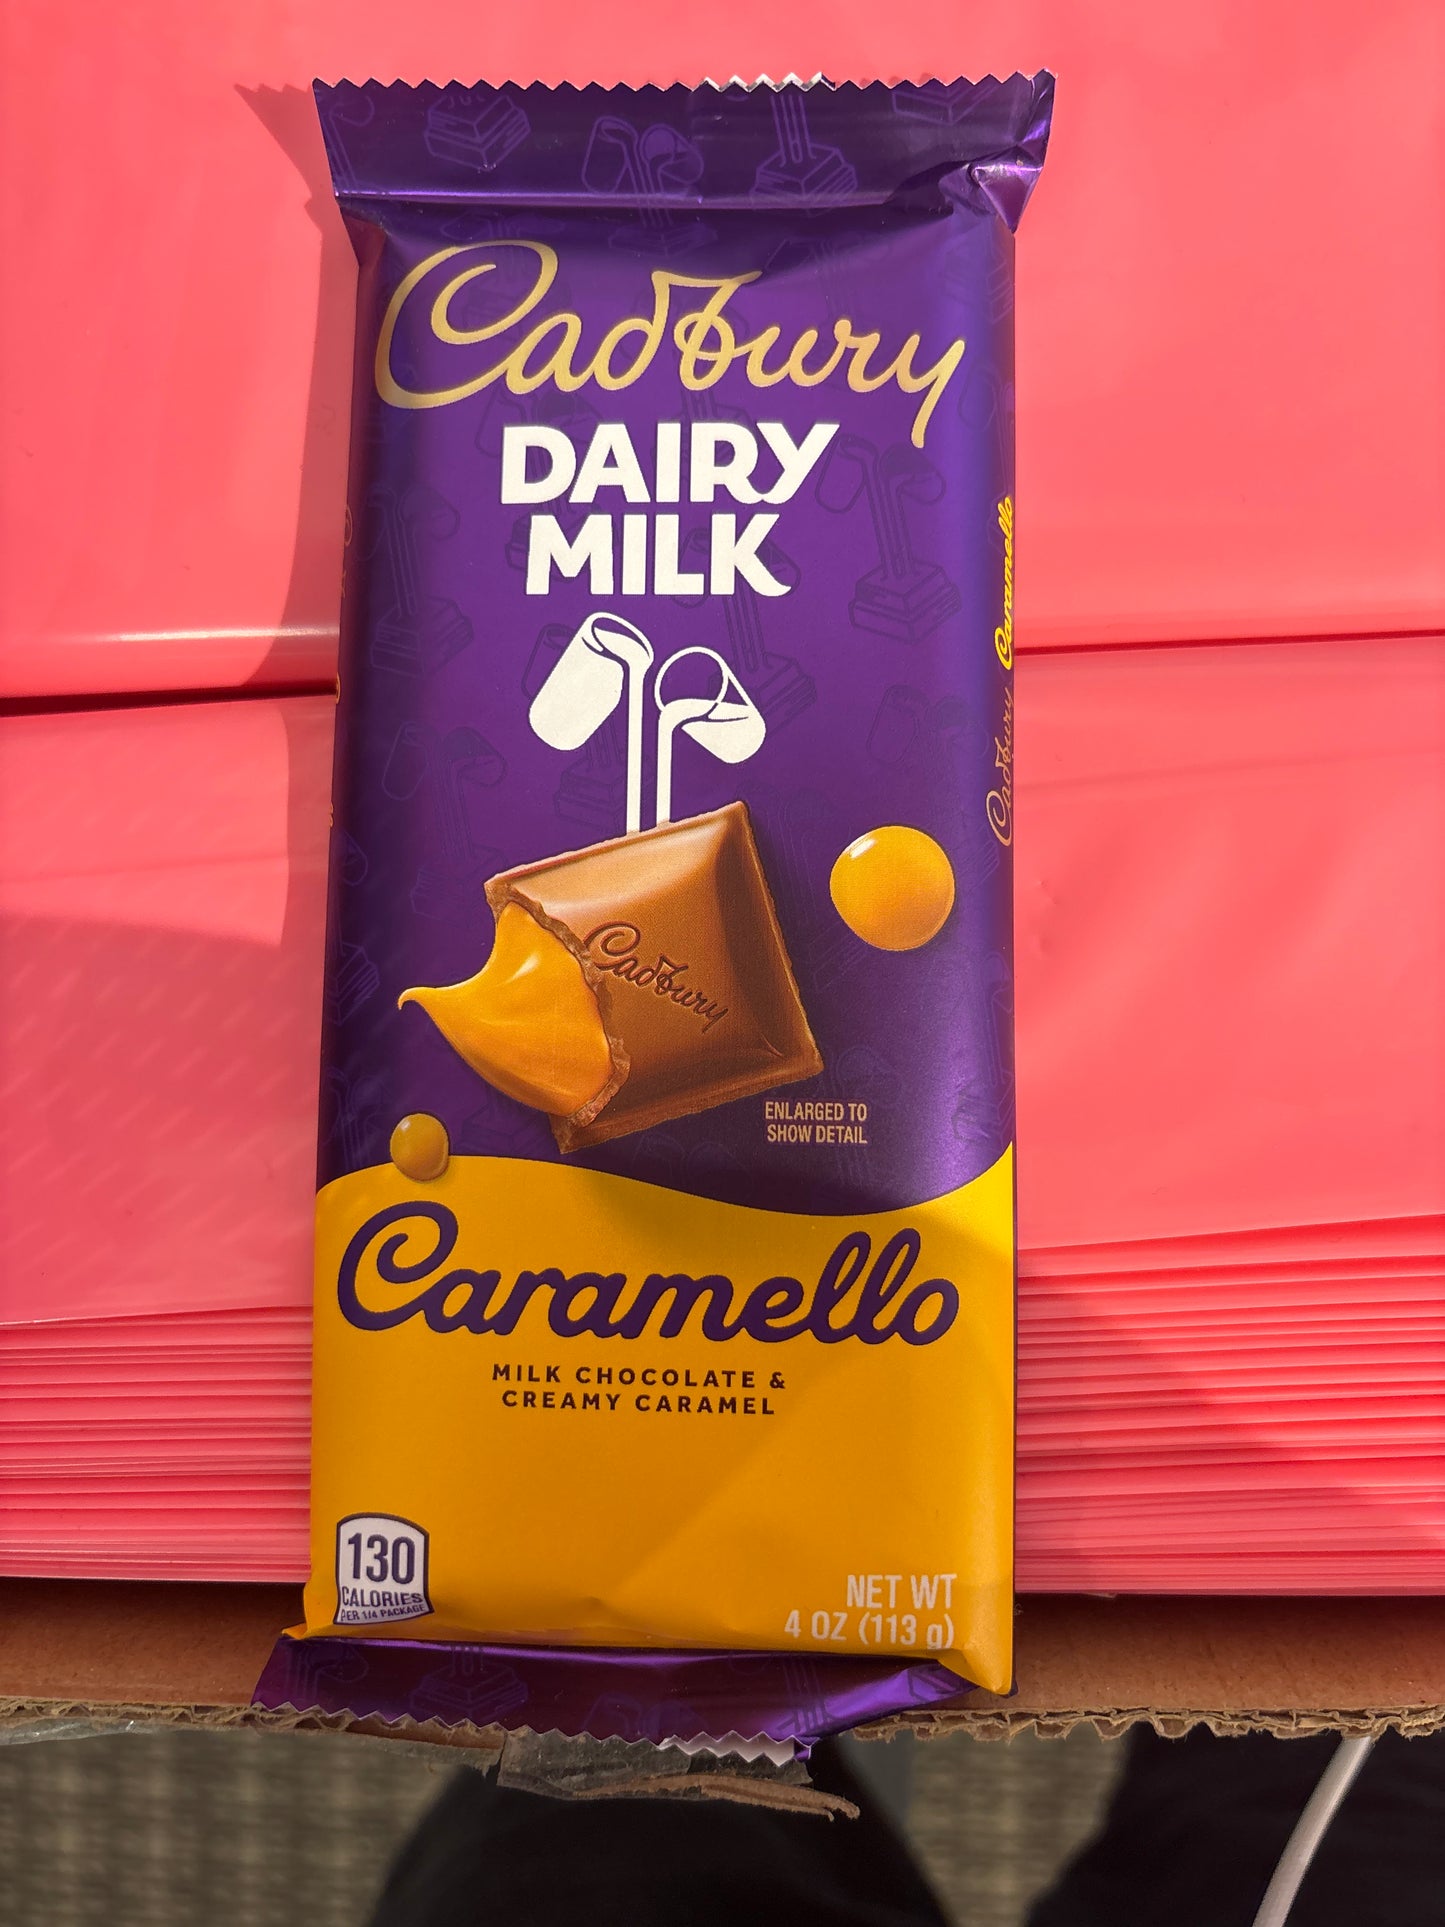 Cadbury
DAIRY
MILK
Cadbury
Caramello
Cadbury
ENLARGED TO
SHOW DETAIL
Caramello
MILK CHOCOLATE &
CREAMY CARAMEL
130
CALORIES
PER 1/4 PACKAGE
NET WT
4 OZ (113 g)